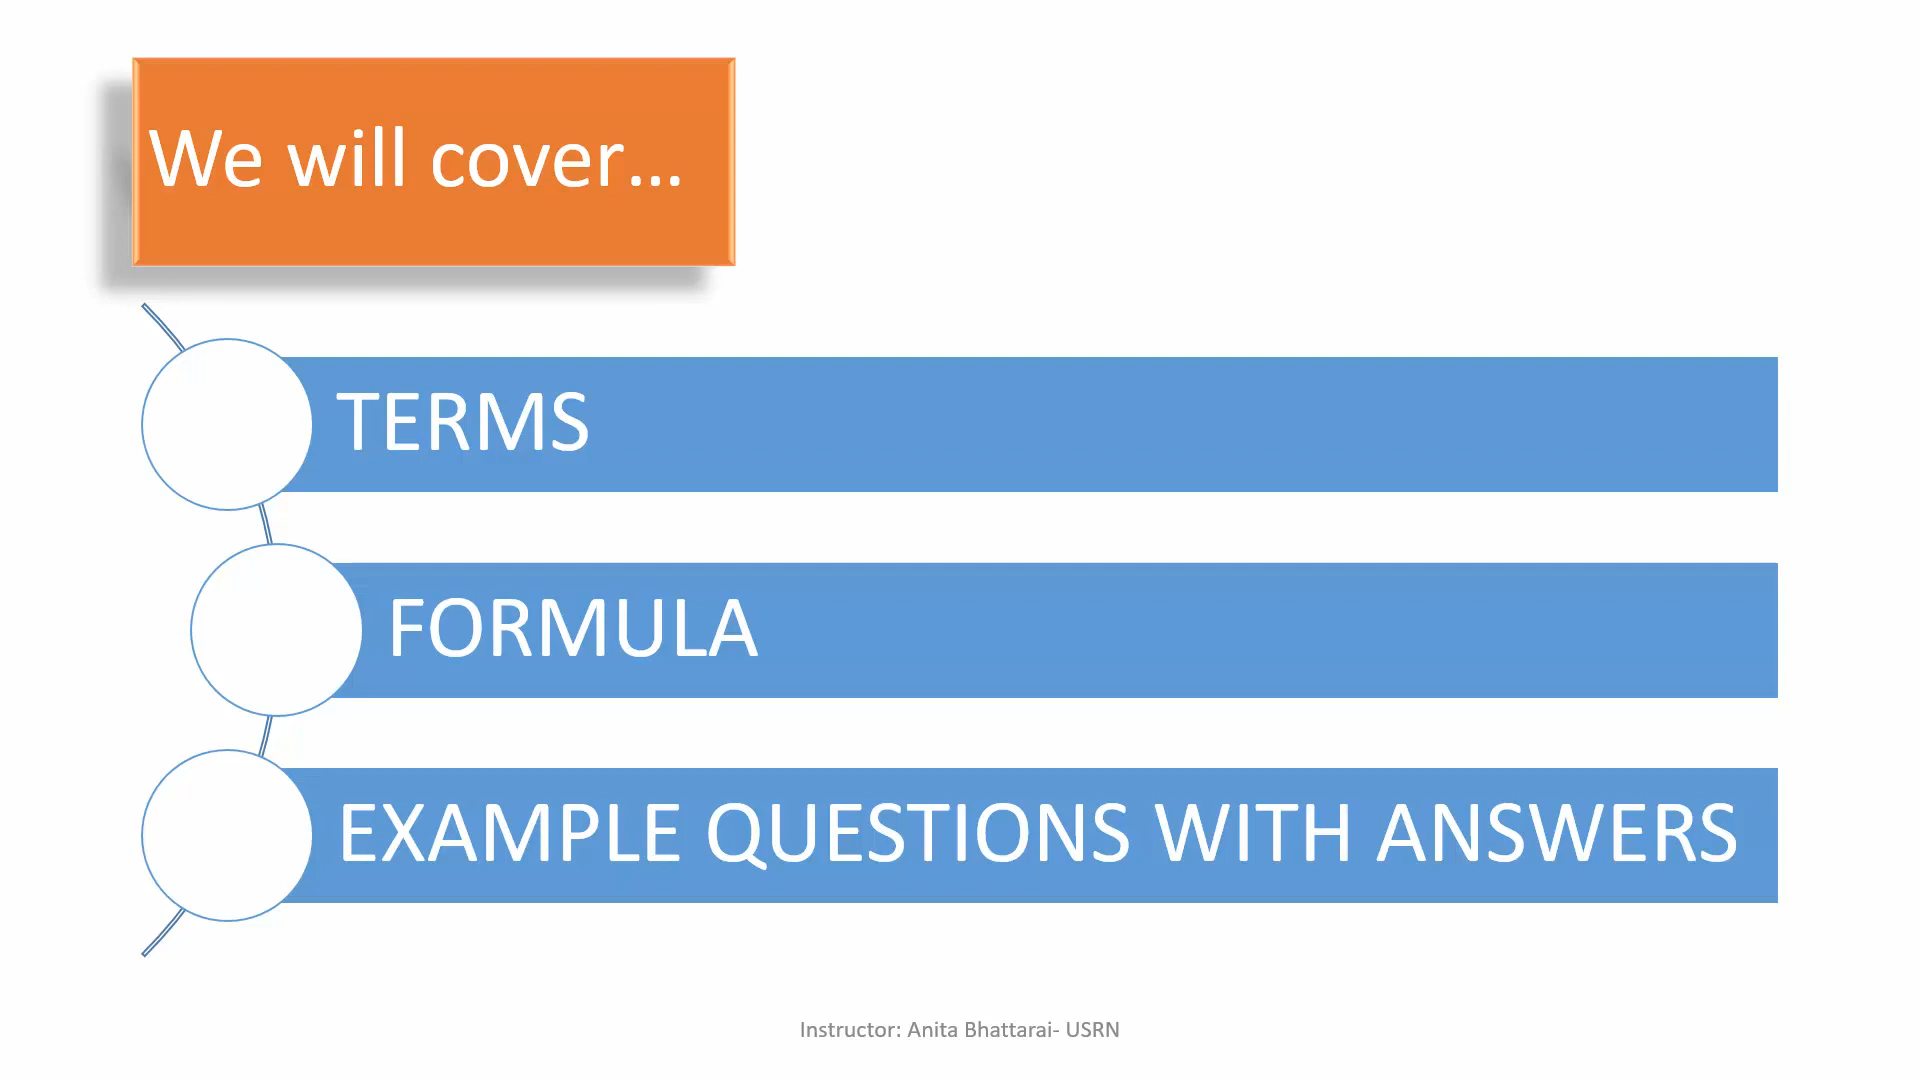 We will cover...
TERMS
FORMULA
EXAMPLE QUESTIONS WITH ANSWERS
Instructor: Anita Bhattarai- USRN